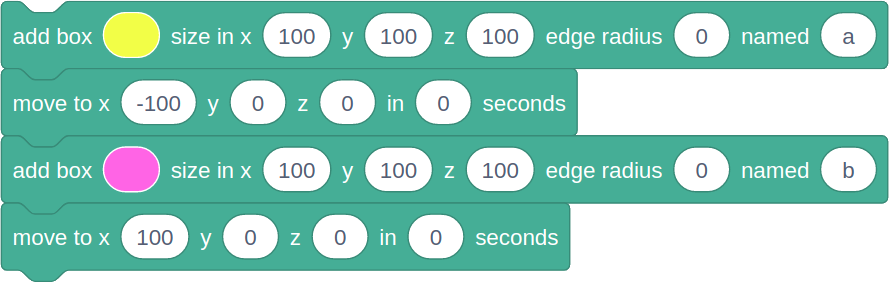 add box size in x 100 y 100 z 100 edge radius 0 named a
move to x -100 y 0 z 0 in 0 seconds
add box size in x 100 y 100 z 100 edge radius 0 named b
move to x 100 y 0 z 0 in 0 seconds